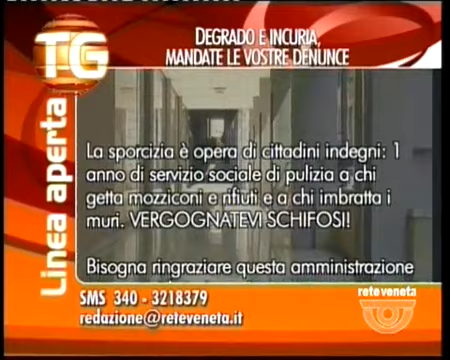 TG
Linea aperta
DEGRADO E INCURIA,
MANDATE LE VOSTRE DENUNCE
La sporcizia è opera di cittadini indegni: 1
anno di servizio sociale di pulizia a chi
getta mozziconi e rifiuti e a chi imbratta i
muri. VERGOGNATEVI SCHIFOSI!
Bisogna ringraziare questa amministrazione
SMS 340 - 3218379
redazione@reteveneta.it
reteveneta